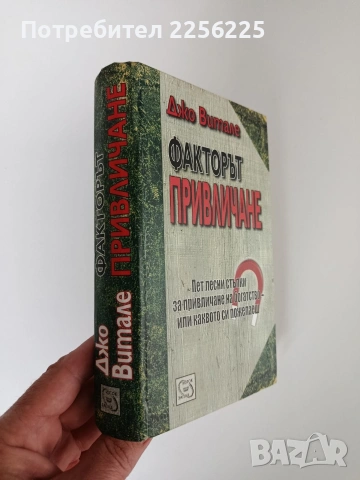 Потребител 2256225
Джо Витале
ФАКТОРЪТ
ПРИВЛИЧАНЕ
Пет лесни стъпки
за привличане на богатство –
или каквото си пожелаеш
?
Джо
Витале
ФАКТОРЪТ
ПРИВЛИЧАНЕ
BAZAR